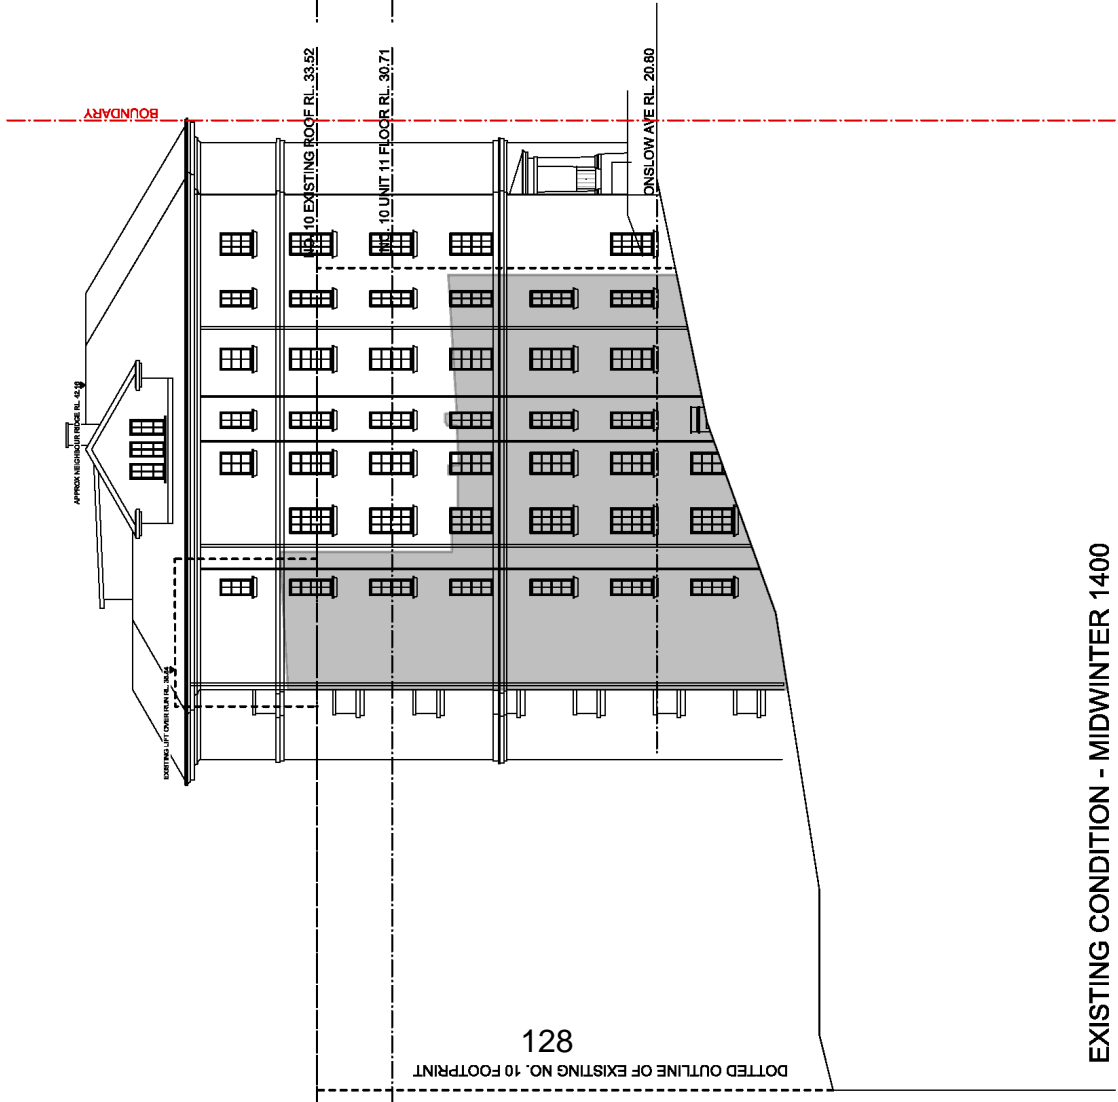 BOUNDARY
NO. 10 EXISTING ROOF RL. 33.52
NO. 10 UNIT 11 FLOOR RL. 30.71
ONSLOW AVE RL. 20.80
APPROX NEIGHBOUR RIDGE RL. 42.10
EXISTING LIFT OVER RUN RL.
128
DOTTED OUTLINE OF EXISTING NO. 10 FOOTPRINT
EXISTING CONDITION - MIDWINTER 1400